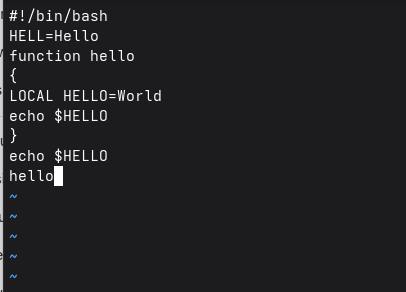 #!/bin/bash
HELL=Hello
function hello
{
LOCAL HELLO=World
echo $HELLO
}
echo $HELLO
hello
~
~
~
~
~